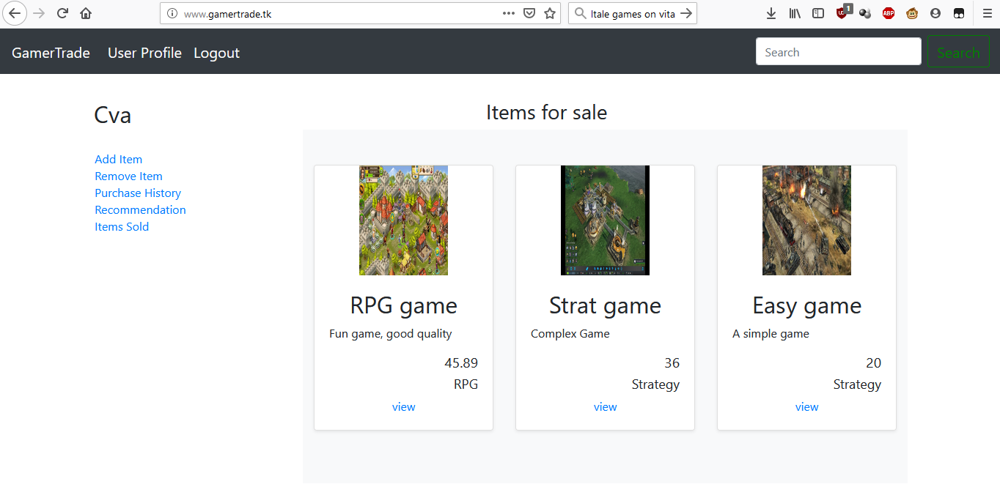 www.gamertrade.tk
ltale games on vita
1
ABP
GamerTrade User Profile Logout
Search Search
Cva
Items for sale
Add Item
Remove Item
Purchase History
Recommendation
Items Sold
RPG game
Fun game, good quality
45.89
RPG
view
Strat game
Complex Game
36
Strategy
view
Easy game
A simple game
20
Strategy
view